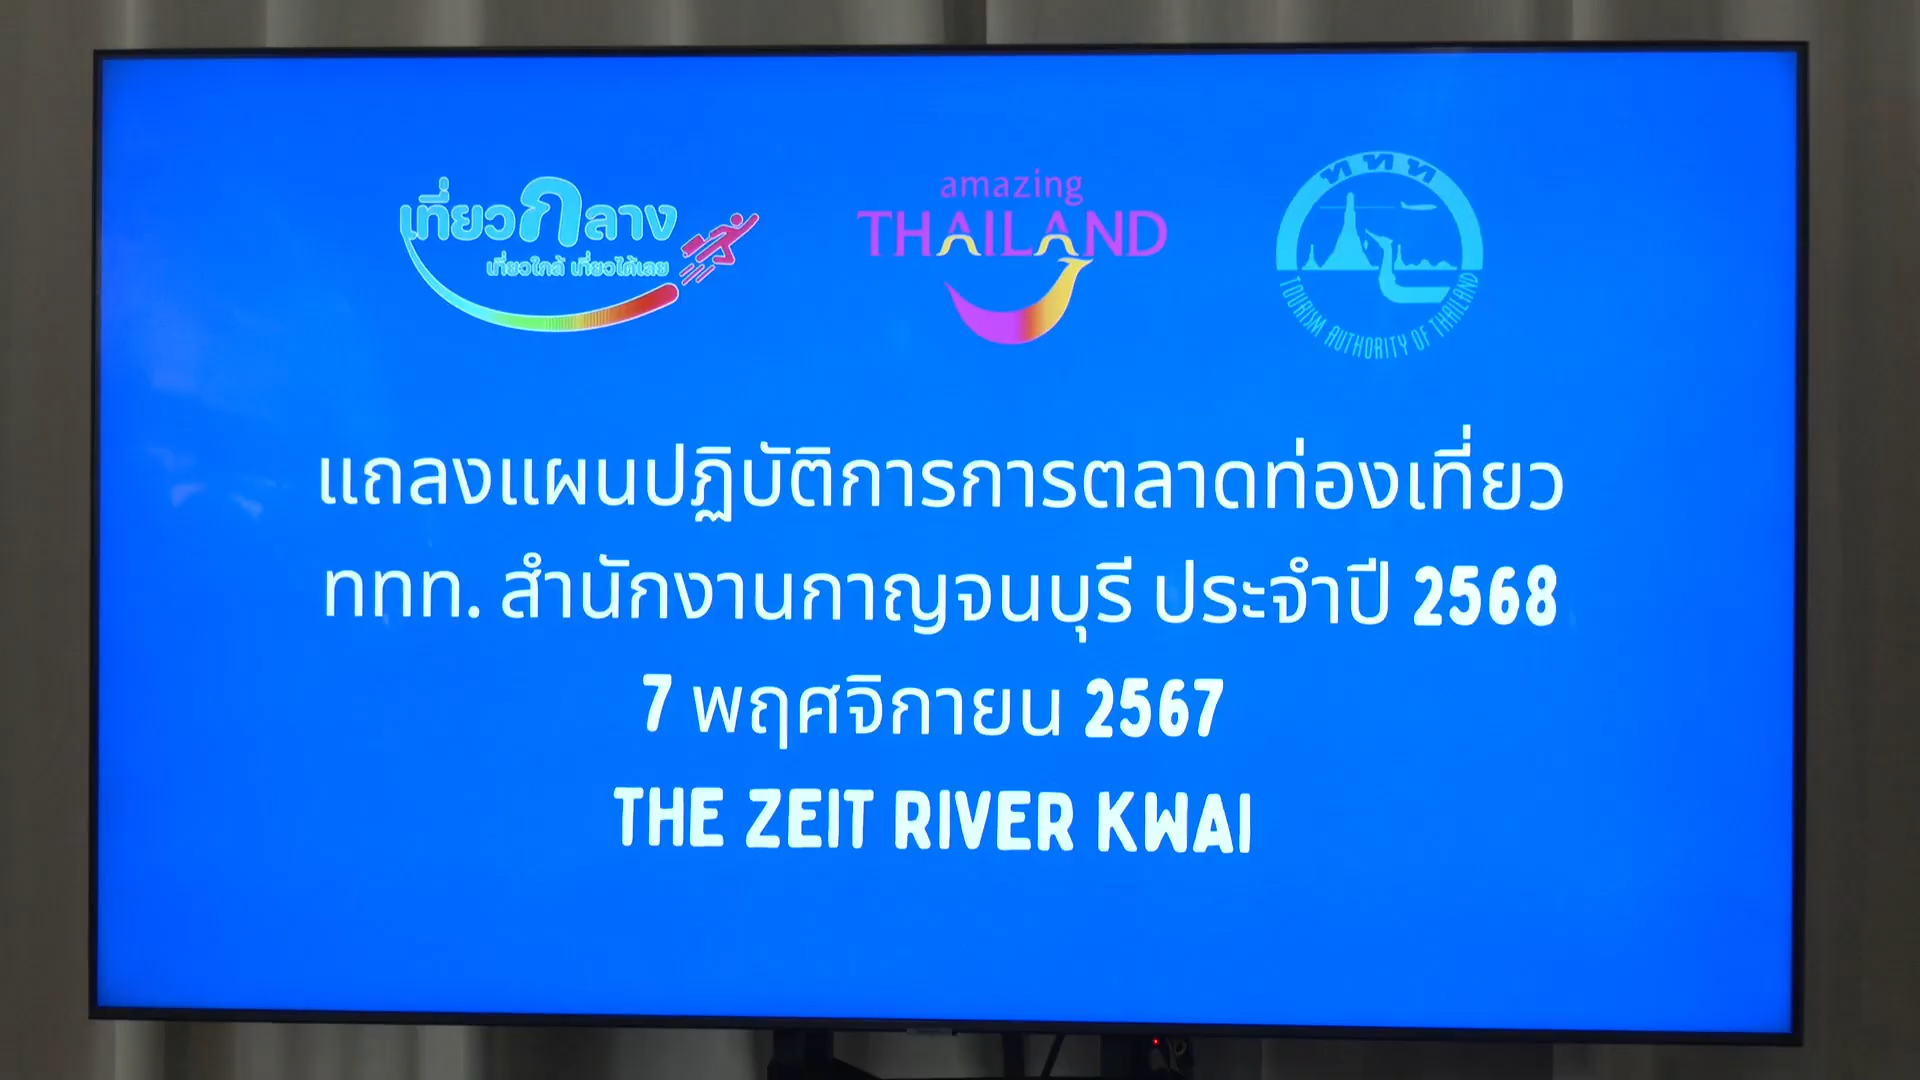 เที่ยวกลาง
เที่ยวใกล้ เที่ยวได้เลย
amazing
THAILAND
ททท
TOURISM AUTHORITY OF THAILAND
แถลงแผนปฏิบัติการการตลาดท่องเที่ยว
ททท. สำนักงานกาญจนบุรี ประจำปี 2568
7 พฤศจิกายน 2567
THE ZEIT RIVER KWAI